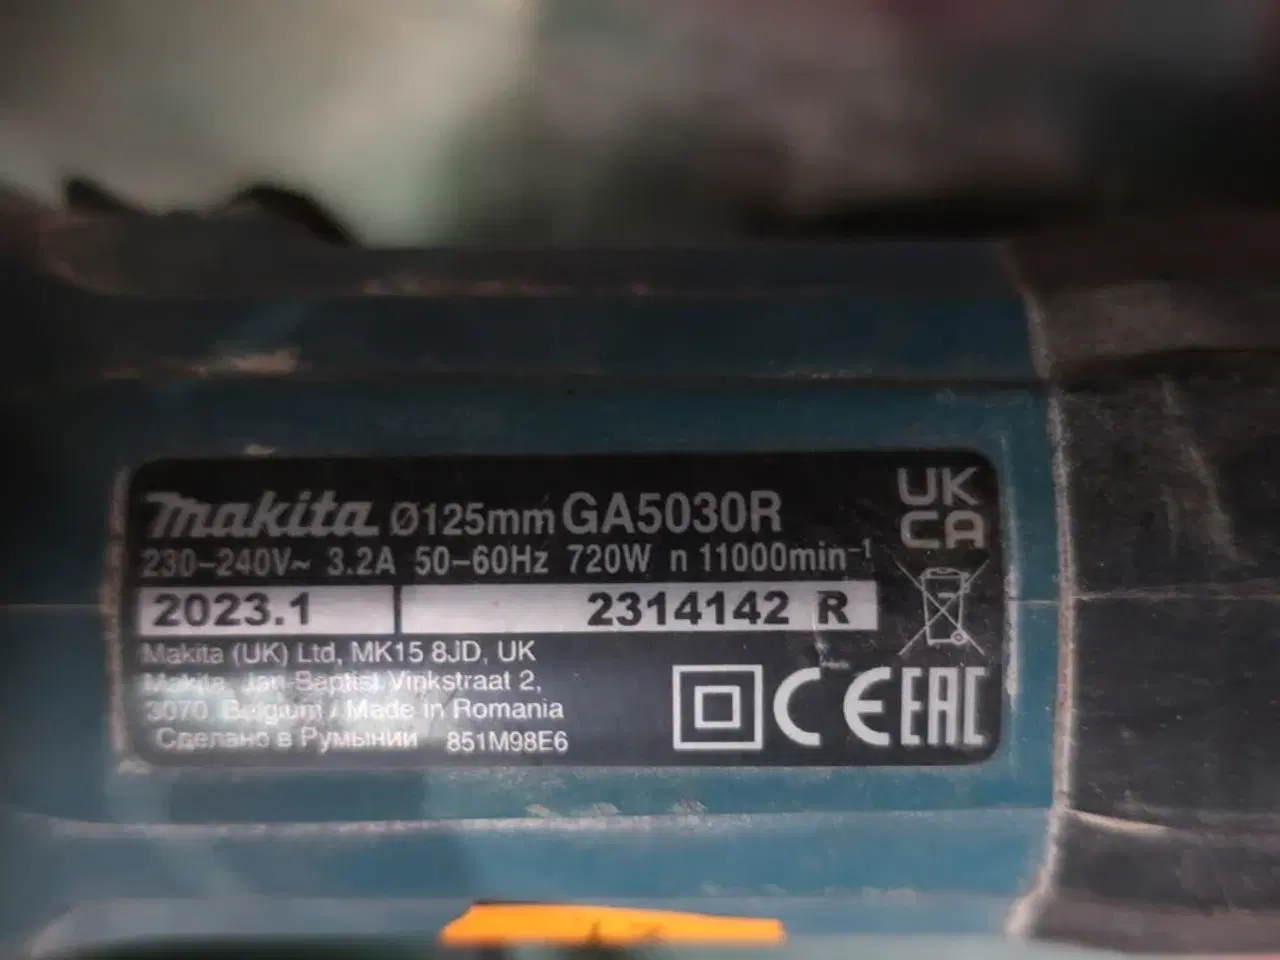 makita Ø125mm GA5030R
230-240V~ 3.2A 50-60Hz 720W n 11000min⁻¹
2023.1 2314142 R
Makita (UK) Ltd, MK15 8JD, UK
Makita Jan-Baptist Vinkstraat 2,
3070 Belgium / Made in Romania
Сделано в Румынии 851M98E6
UK
CA
CE EAC